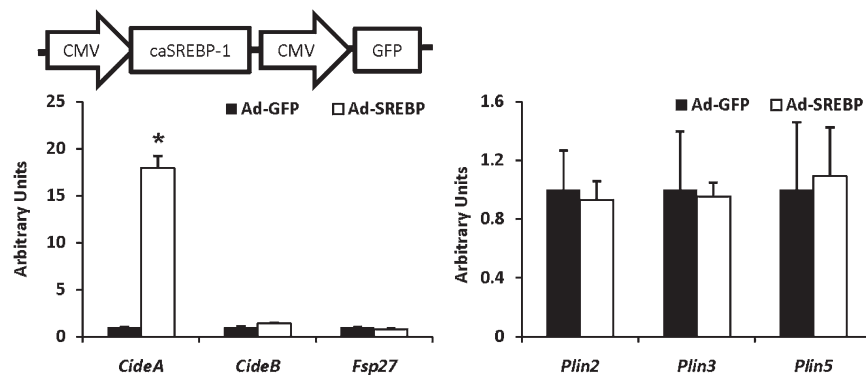 CMV caSREBP-1 CMV GFP
Arbitrary Units
25
20
15
10
5
0
Ad-GFP Ad-SREBP
*
CideA CideB Fsp27
Arbitrary Units
1.6
1.2
0.8
0.4
0
Ad-GFP Ad-SREBP
Plin2 Plin3 Plin5